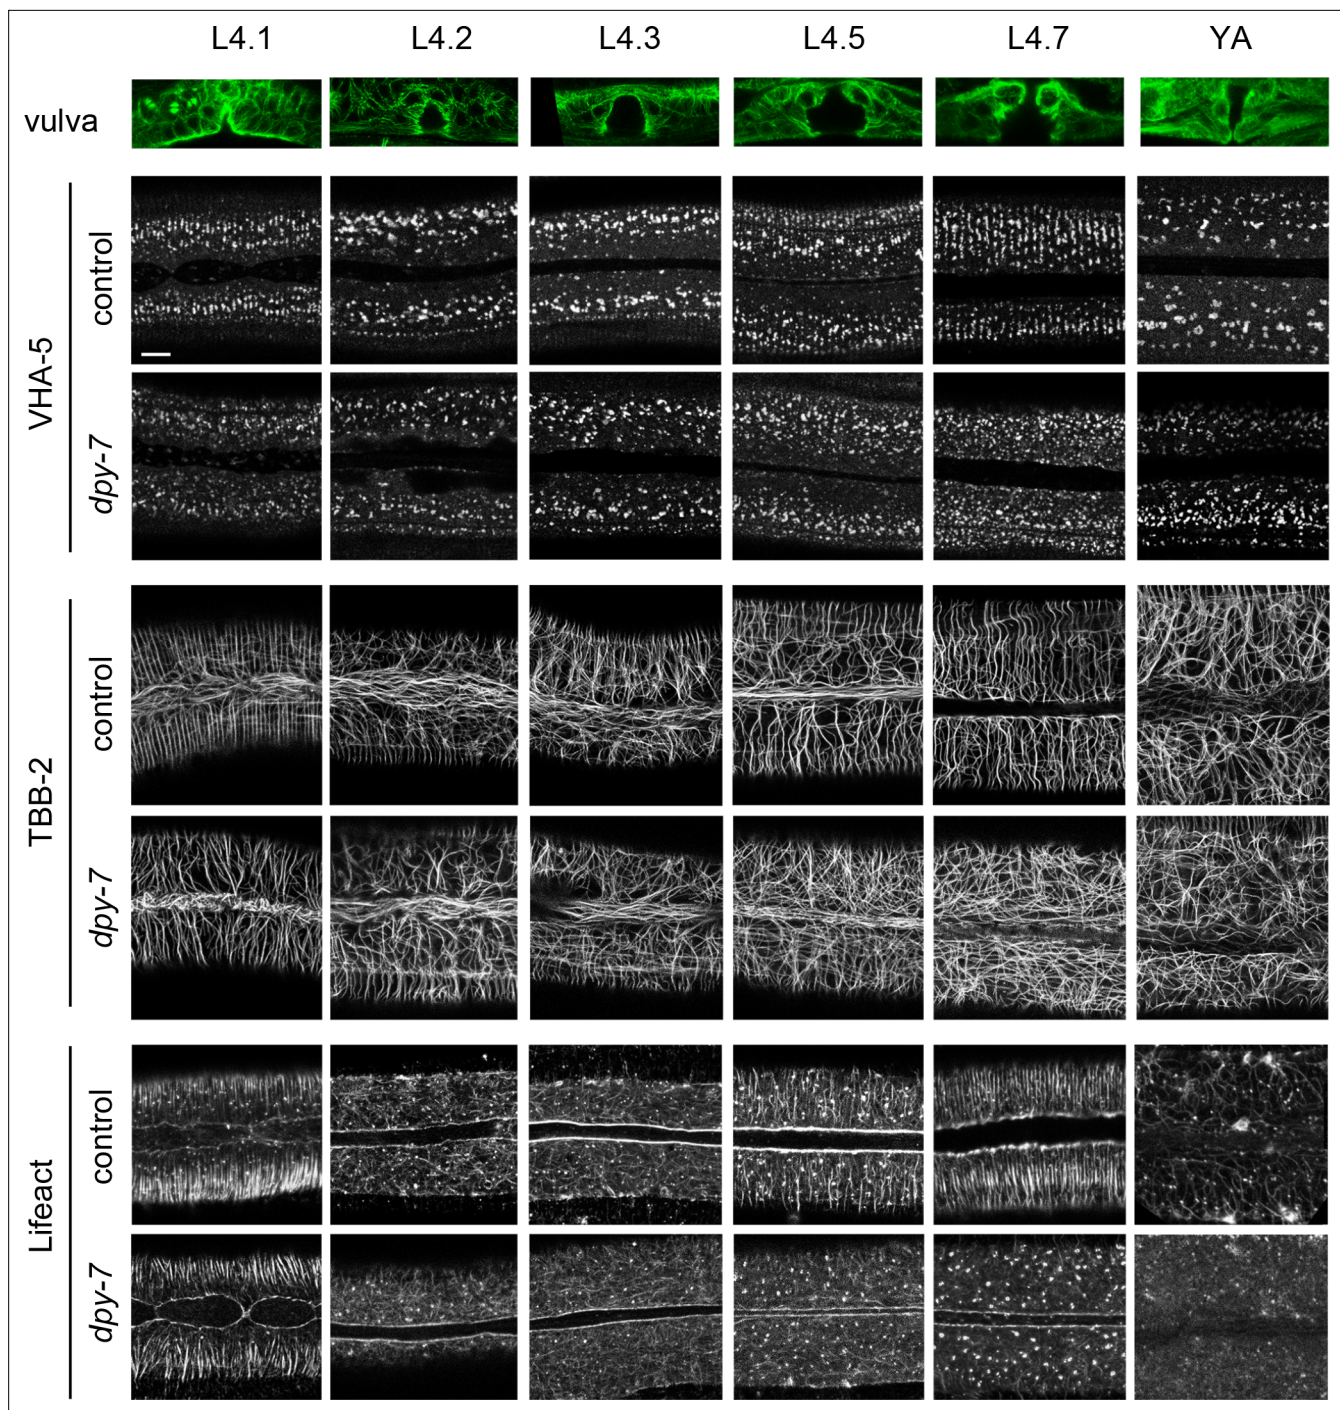 L4.1 L4.2 L4.3 L4.5 L4.7 YA
vulva
VHA-5
control
dpy-7
TBB-2
control
dpy-7
Lifeact
control
dpy-7